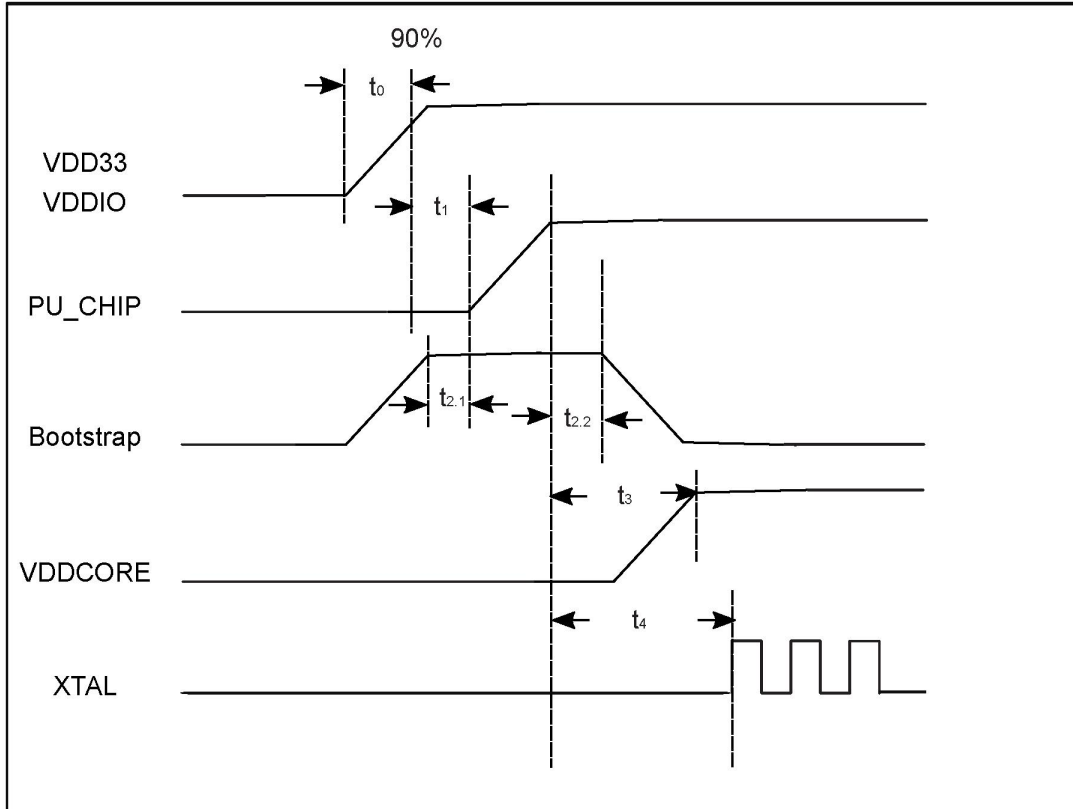 90%
t0
VDD33
VDDIO
t1
PU_CHIP
t2.1
t2.2
Bootstrap
t3
VDDCORE
t4
XTAL